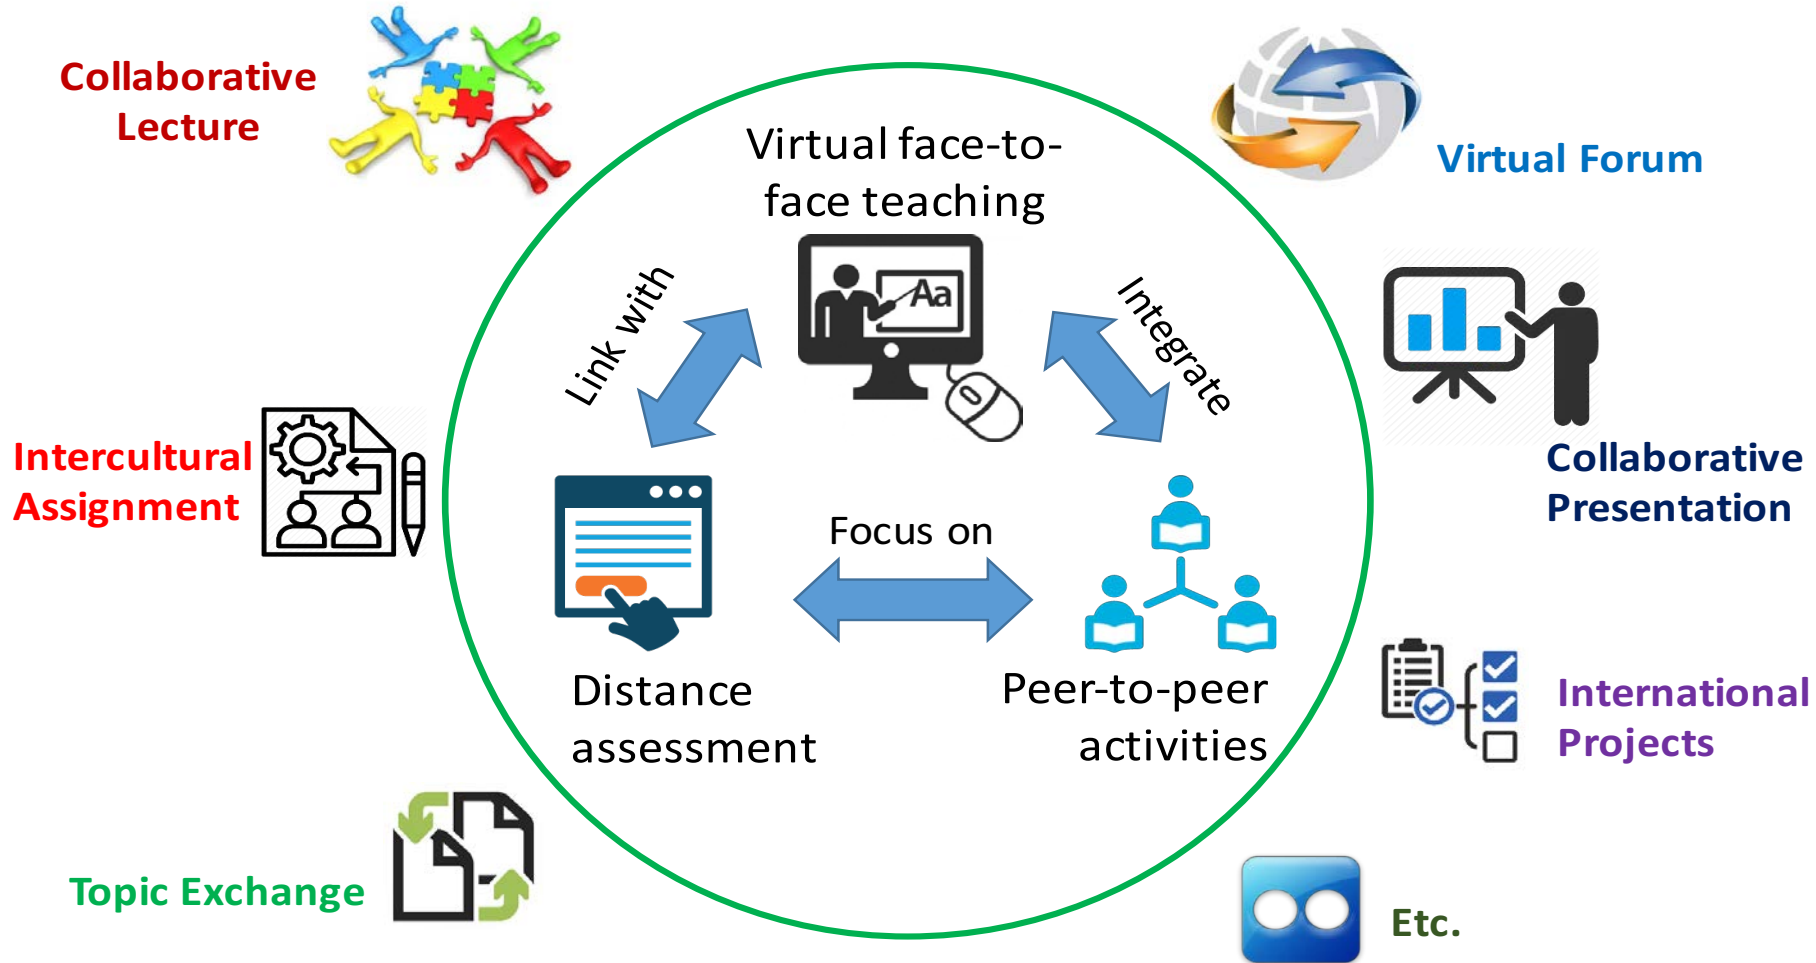 Collaborative
Lecture
Virtual Forum
Virtual face-to-
face teaching
Aa
Link with
Integrate
Intercultural
Assignment
Collaborative
Presentation
Focus on
Distance
assessment
Peer-to-peer
activities
International
Projects
Topic Exchange
Etc.